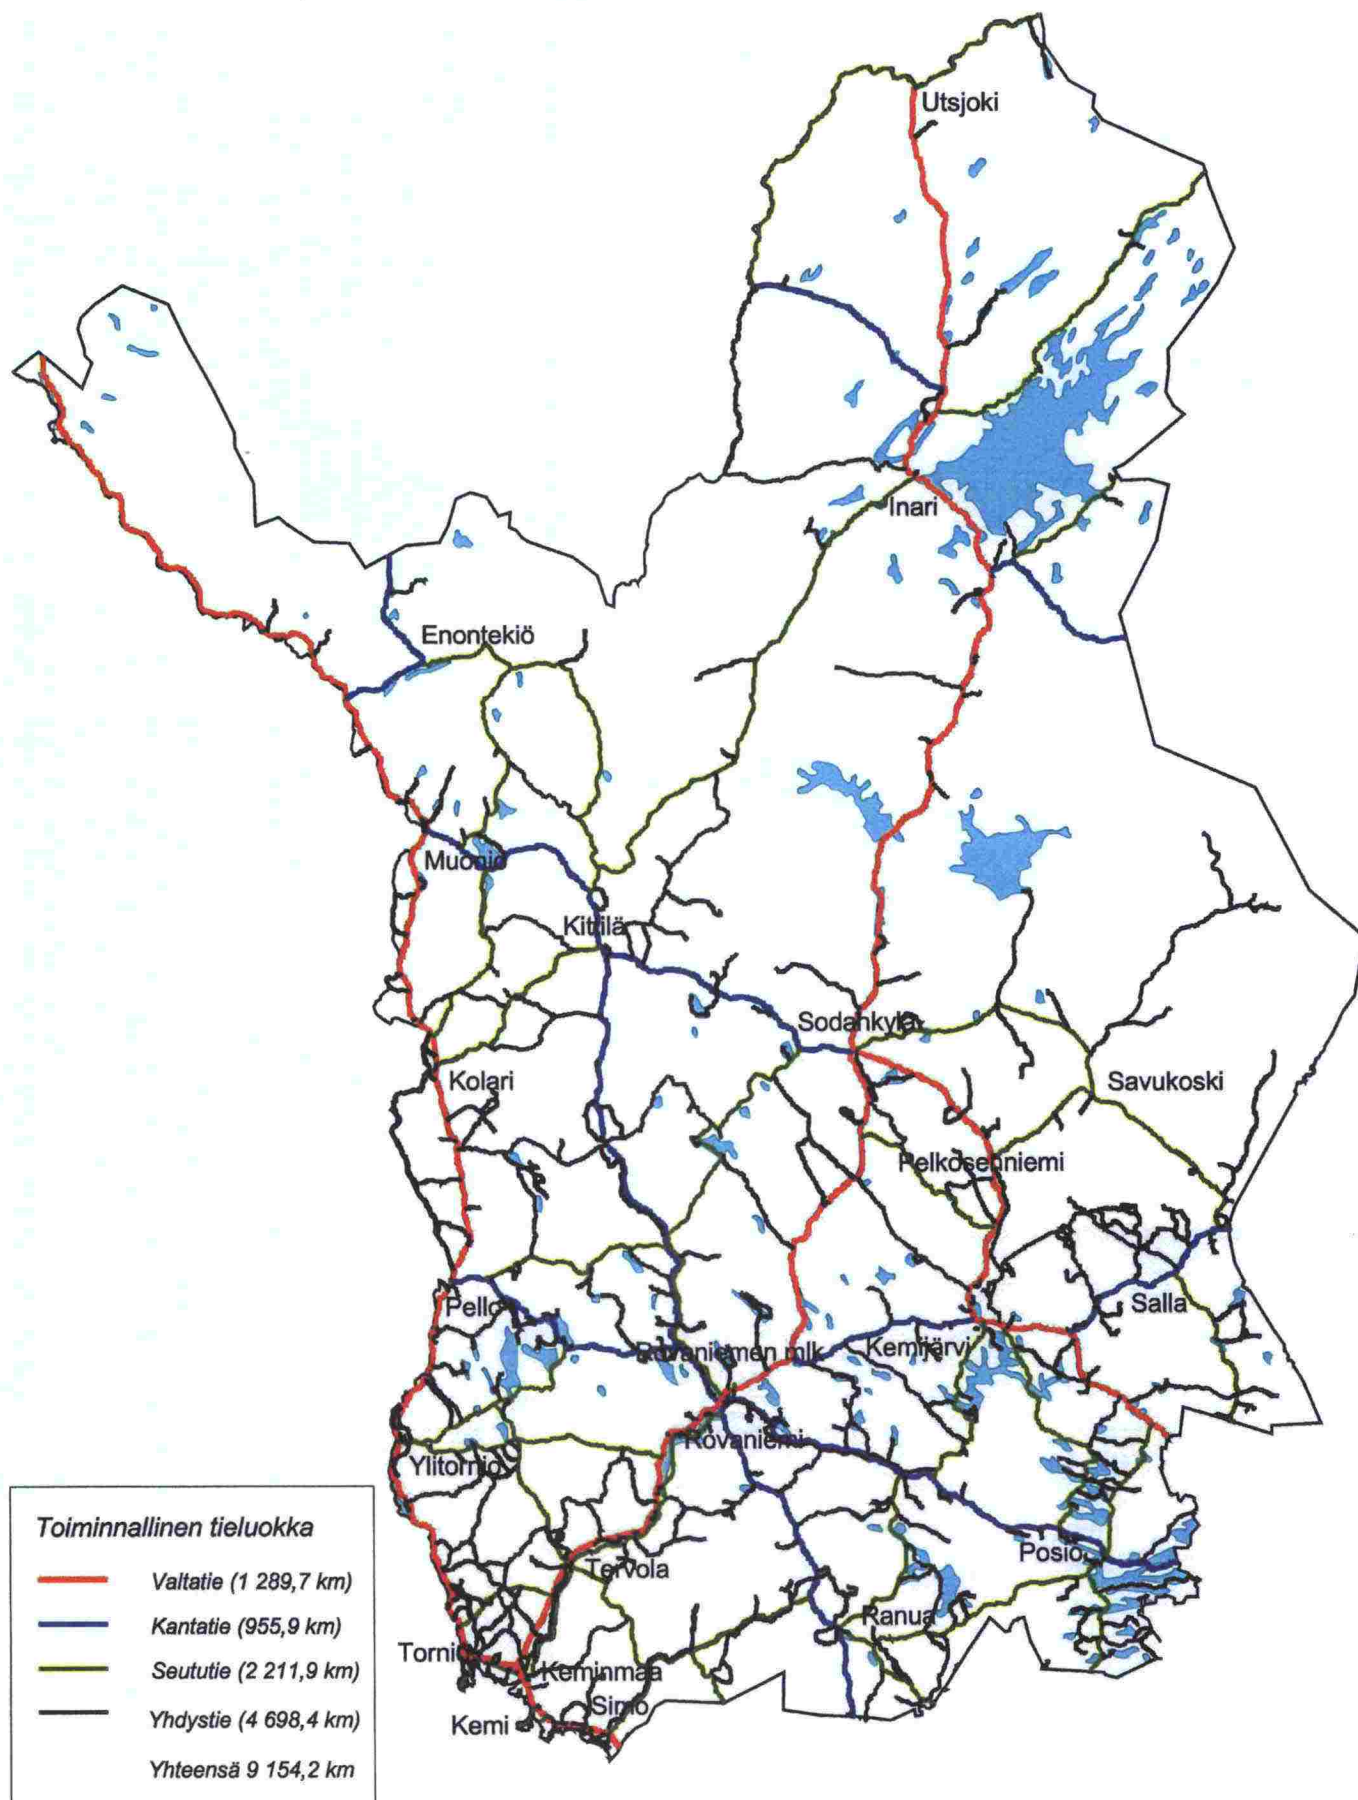 Utsjoki
Inari
Enontekiö
Muonio
Kittilä
Sodankylä
Kolari
Savukoski
Pelkosenniemi
Pello
Salla
Rovaniemen mlk
Kemijärvi
Rovaniemi
Ylitornio
Posio
Tervola
Ranua
Tornio
Keminmaa
Simo
Kemi
Toiminnallinen tieluokka
Valtatie (1 289,7 km)
Kantatie (955,9 km)
Seututie (2 211,9 km)
Yhdystie (4 698,4 km)
Yhteensä 9 154,2 km